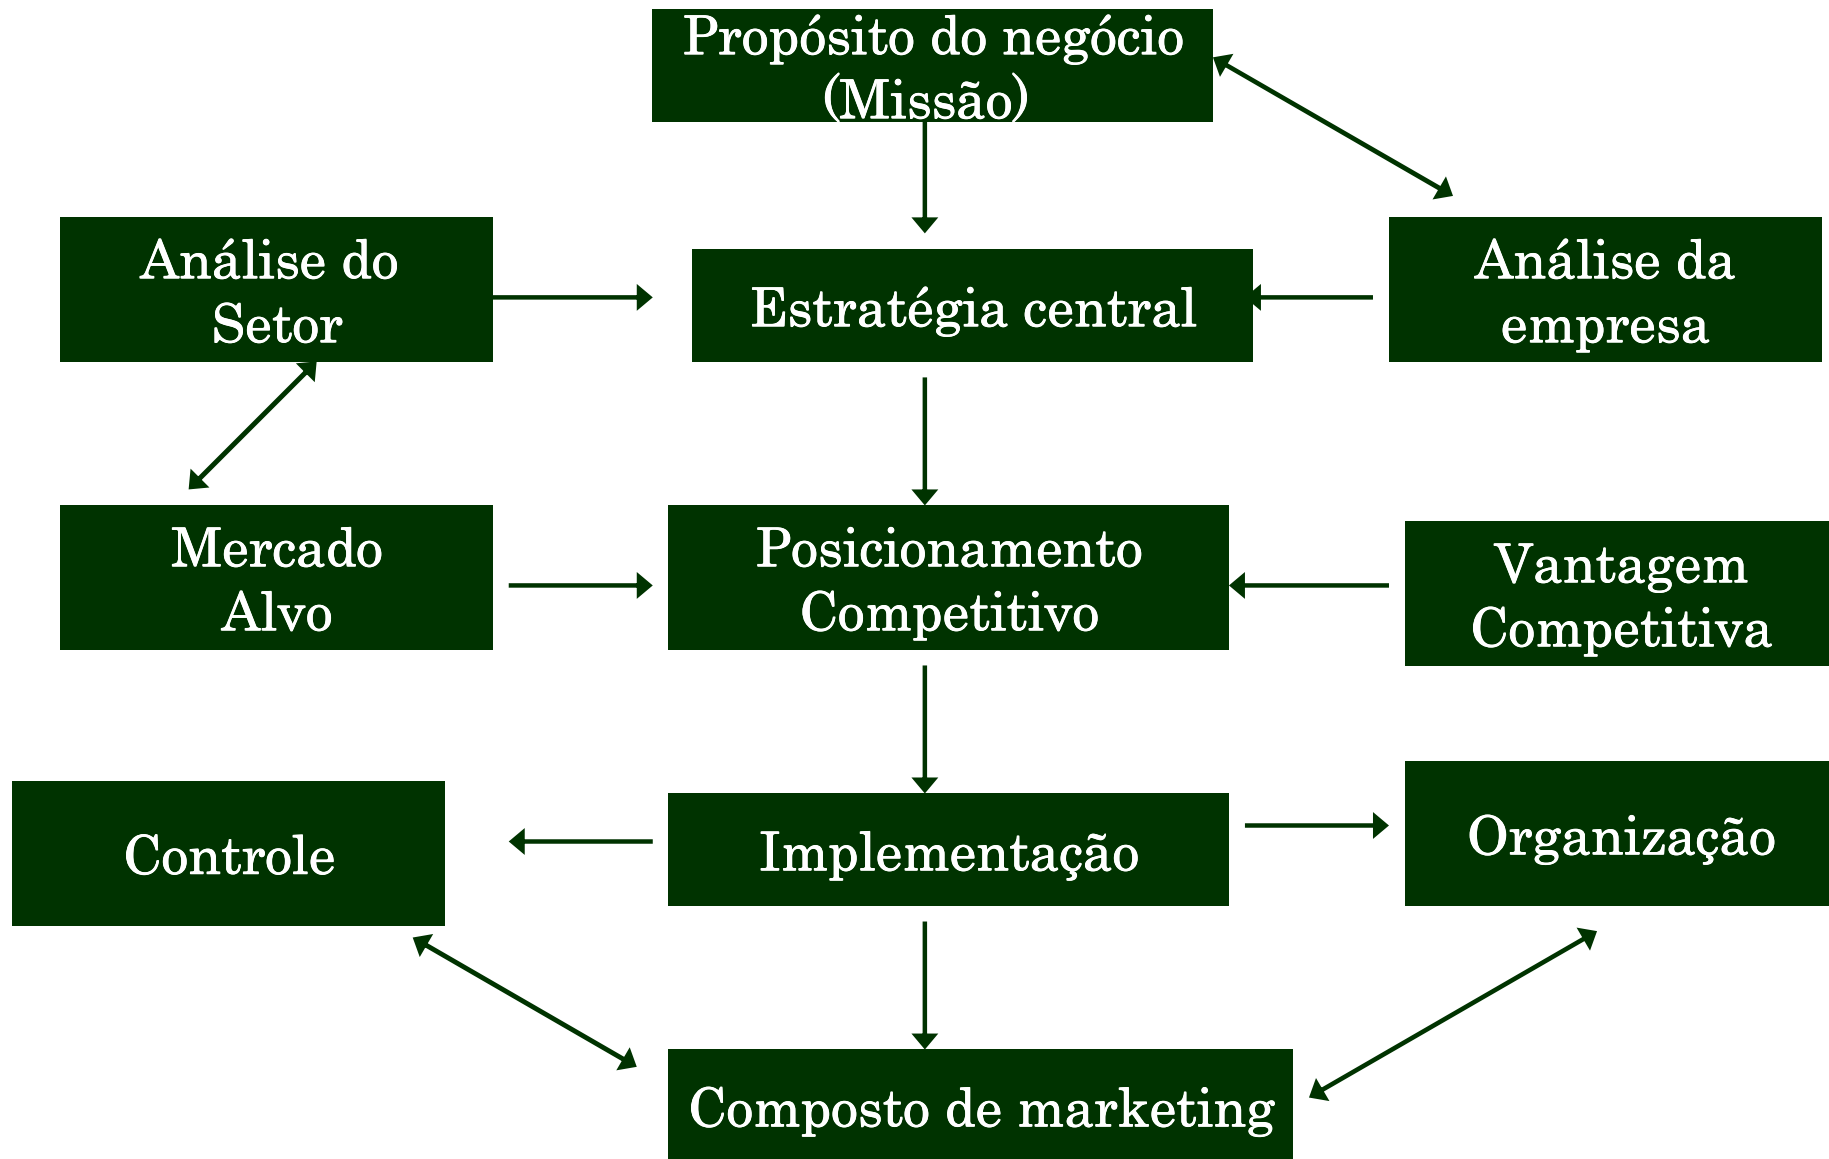 Propósito do negócio
(Missão)
Análise do
Setor
Estratégia central
Análise da
empresa
Mercado
Alvo
Posicionamento
Competitivo
Vantagem
Competitiva
Controle
Implementação
Organização
Composto de marketing